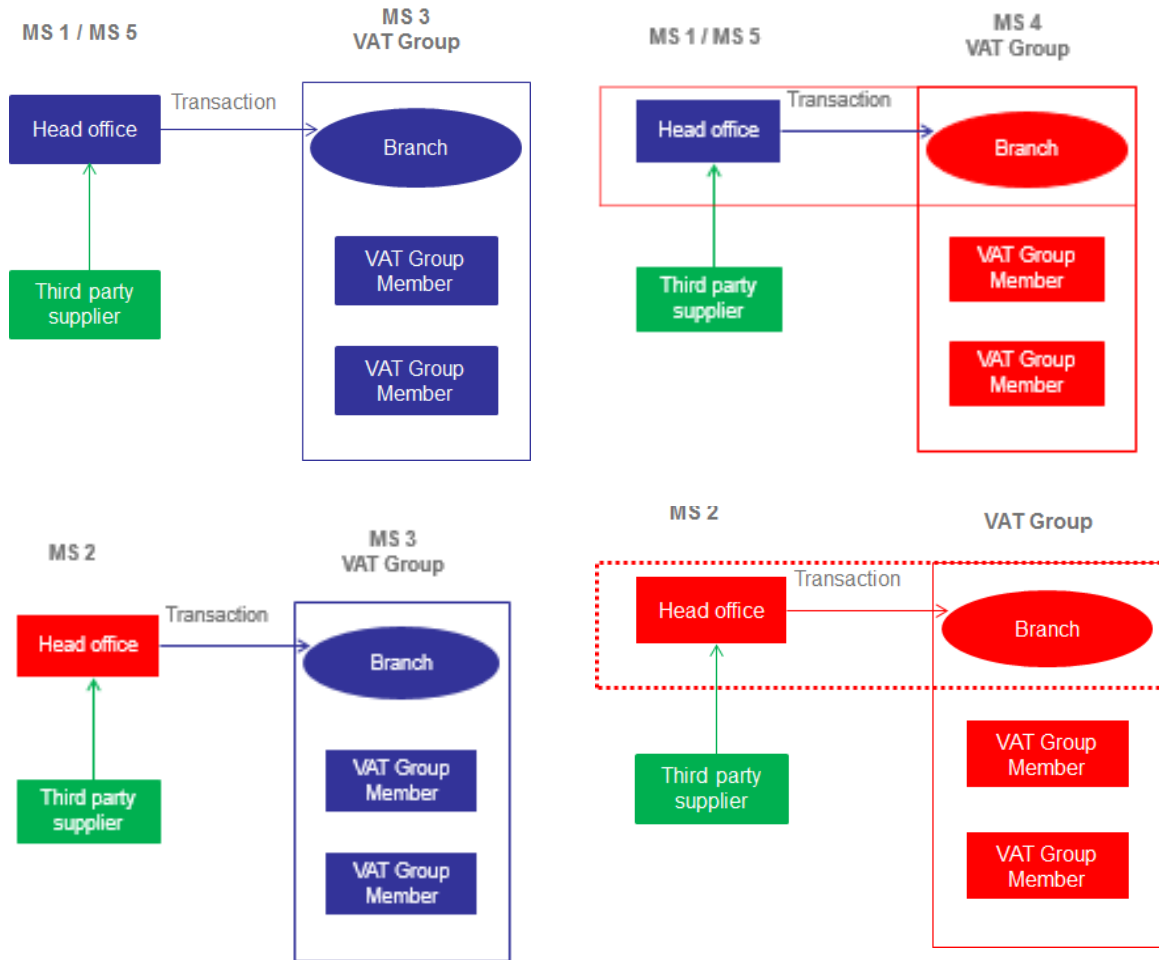 MS 1 / MS 5
MS 3
VAT Group
Transaction
Head office
Branch
VAT Group
Member
Third party
supplier
VAT Group
Member
MS 1 / MS 5
MS 4
VAT Group
Transaction
Head office
Branch
VAT Group
Member
Third party
supplier
VAT Group
Member
MS 2
MS 3
VAT Group
Transaction
Head office
Branch
VAT Group
Member
Third party
supplier
VAT Group
Member
MS 2
VAT Group
Transaction
Head office
Branch
VAT Group
Member
Third party
supplier
VAT Group
Member